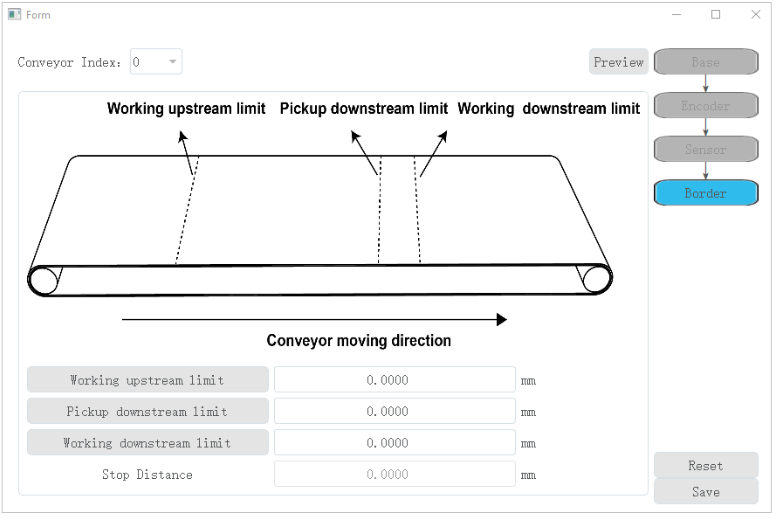 Form
Conveyor Index: 0
Preview
Base
Encoder
Sensor
Border
Working upstream limit
Pickup downstream limit
Working downstream limit
Conveyor moving direction
Working upstream limit 0.0000 mm
Pickup downstream limit 0.0000 mm
Working downstream limit 0.0000 mm
Stop Distance 0.0000 mm
Reset
Save